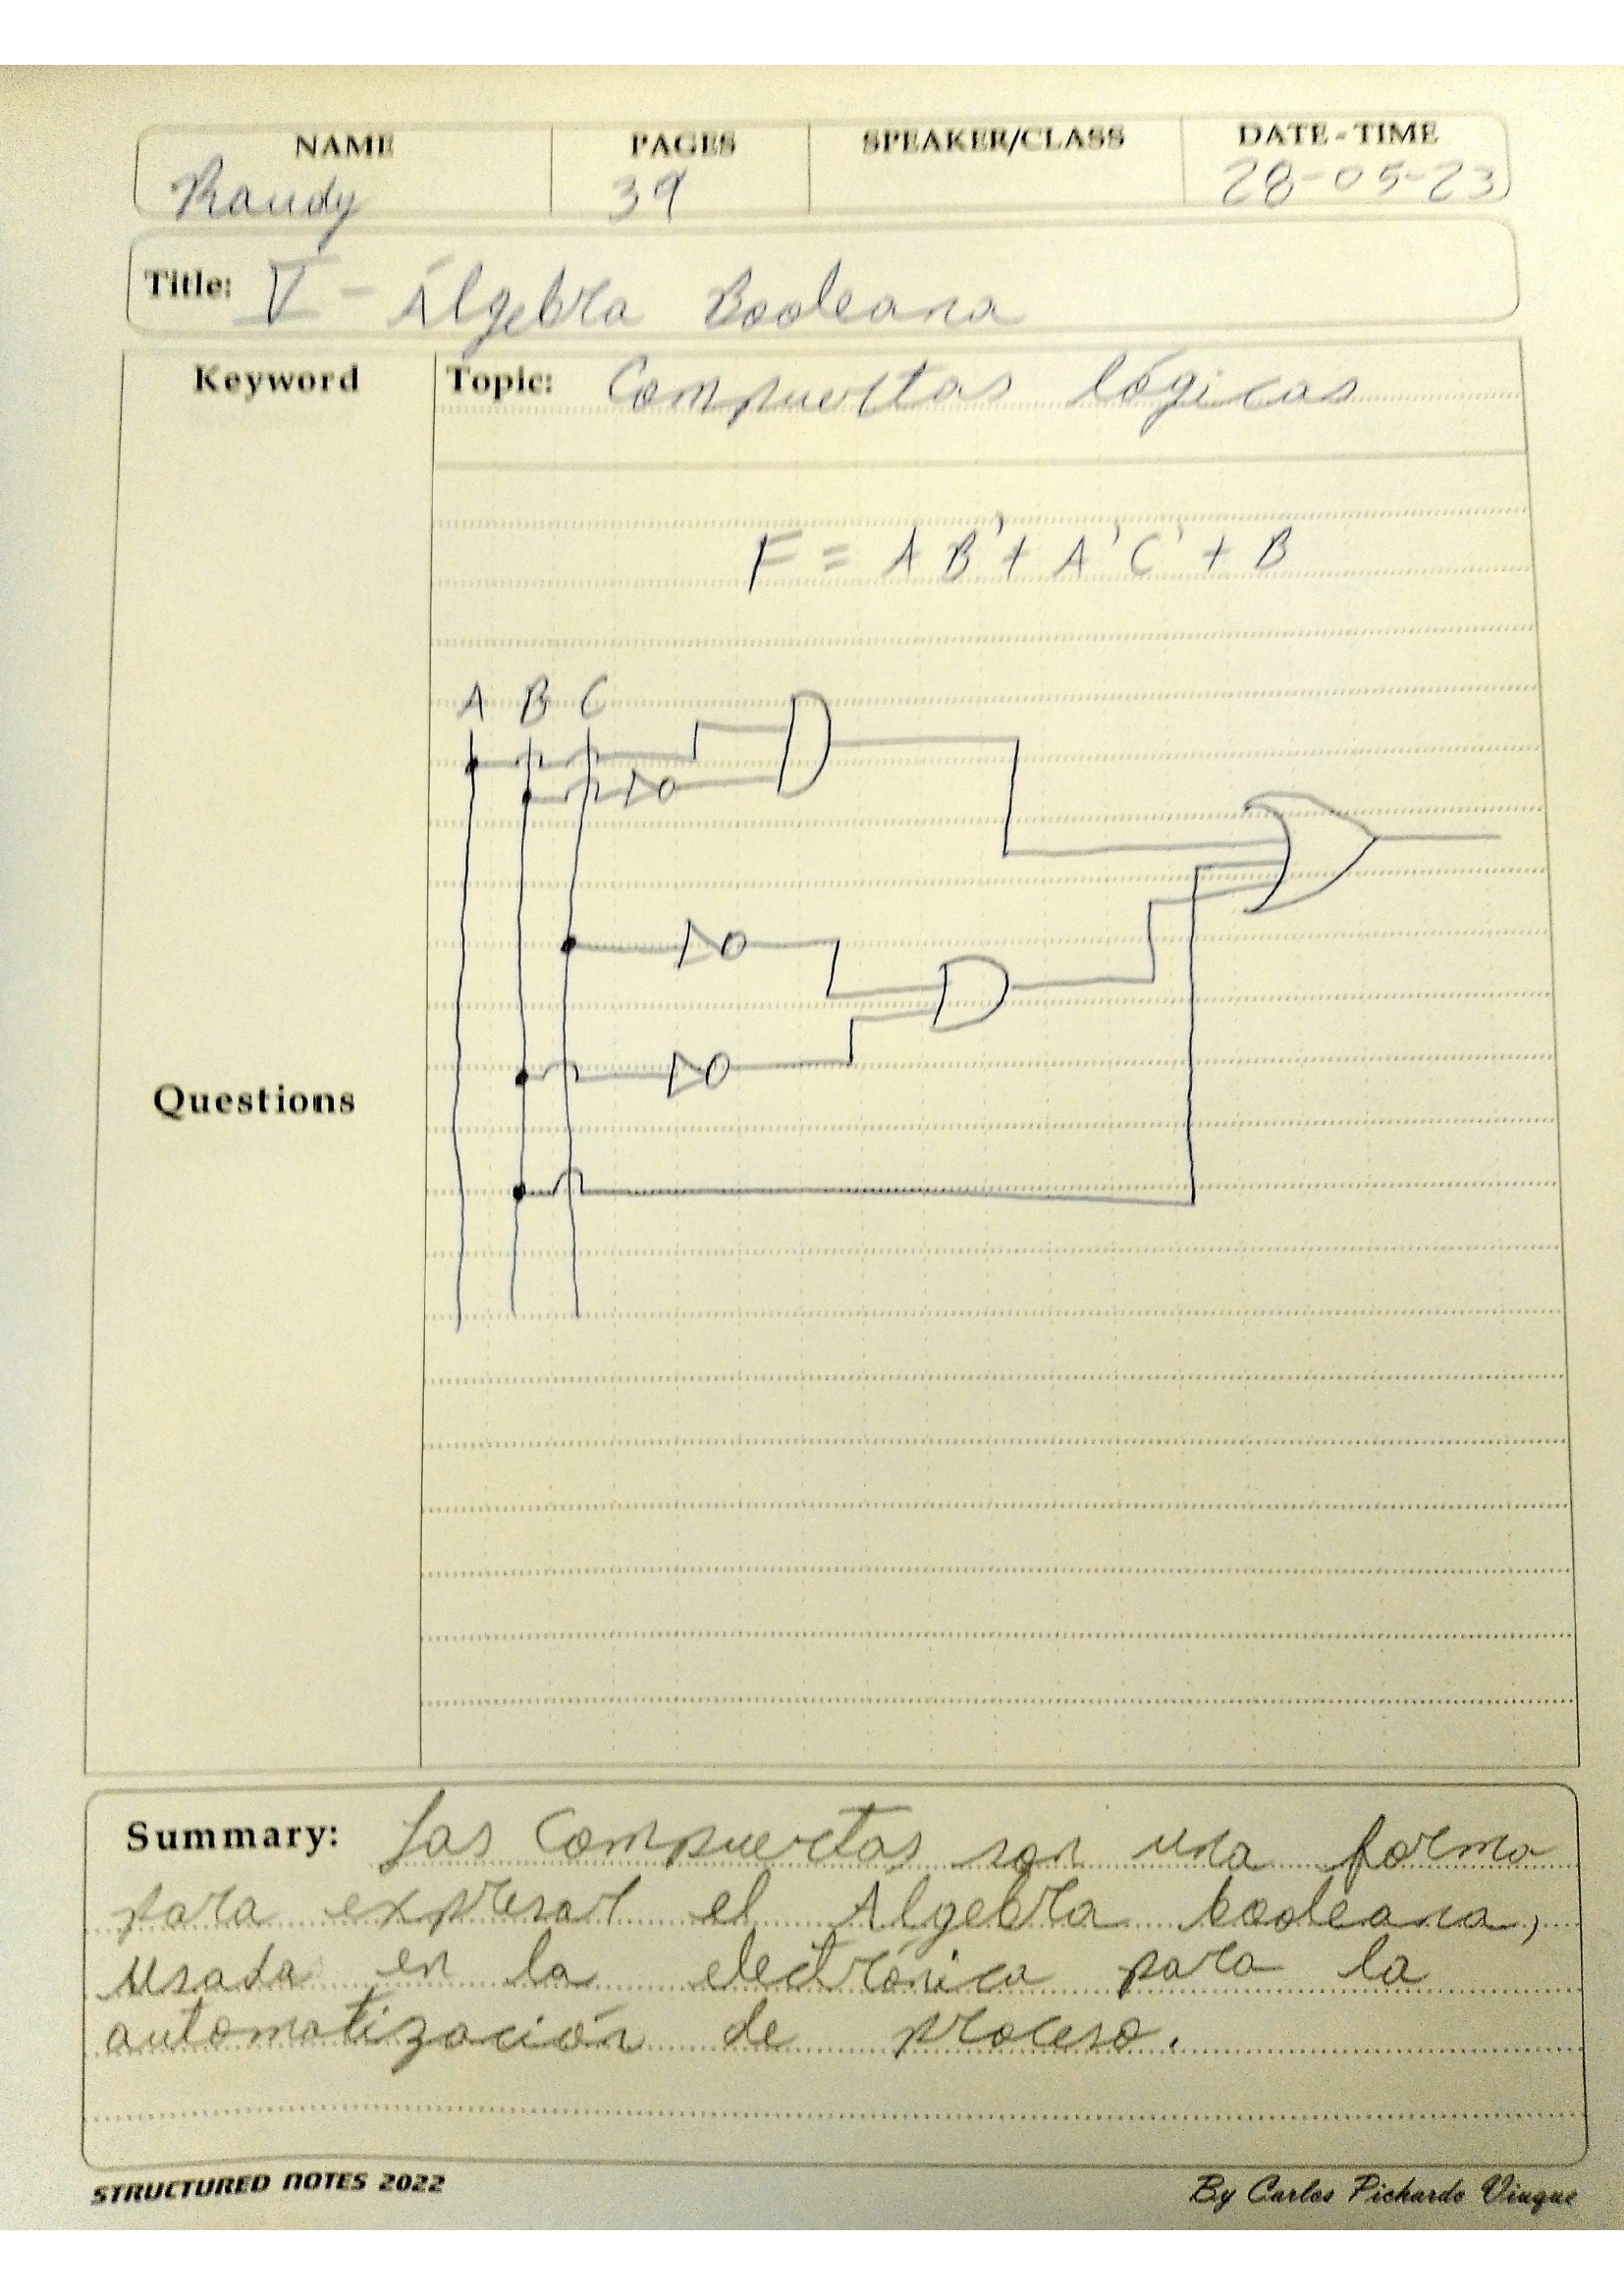 NAME PAGES SPEAKER/CLASS DATE-TIME
Randy 39 28-05-23
Title: V - Álgebra Booleana
Keyword Topic: Compuertas lógicas
F = AB' + A'C' + B
A B C
Questions
Summary: Las Compuertas son una forma
para expresar el Álgebra booleana,
usada en la electrónica para la
automatización de proceso.
STRUCTURED NOTES 2022 By Carlos Pichardo Viuque